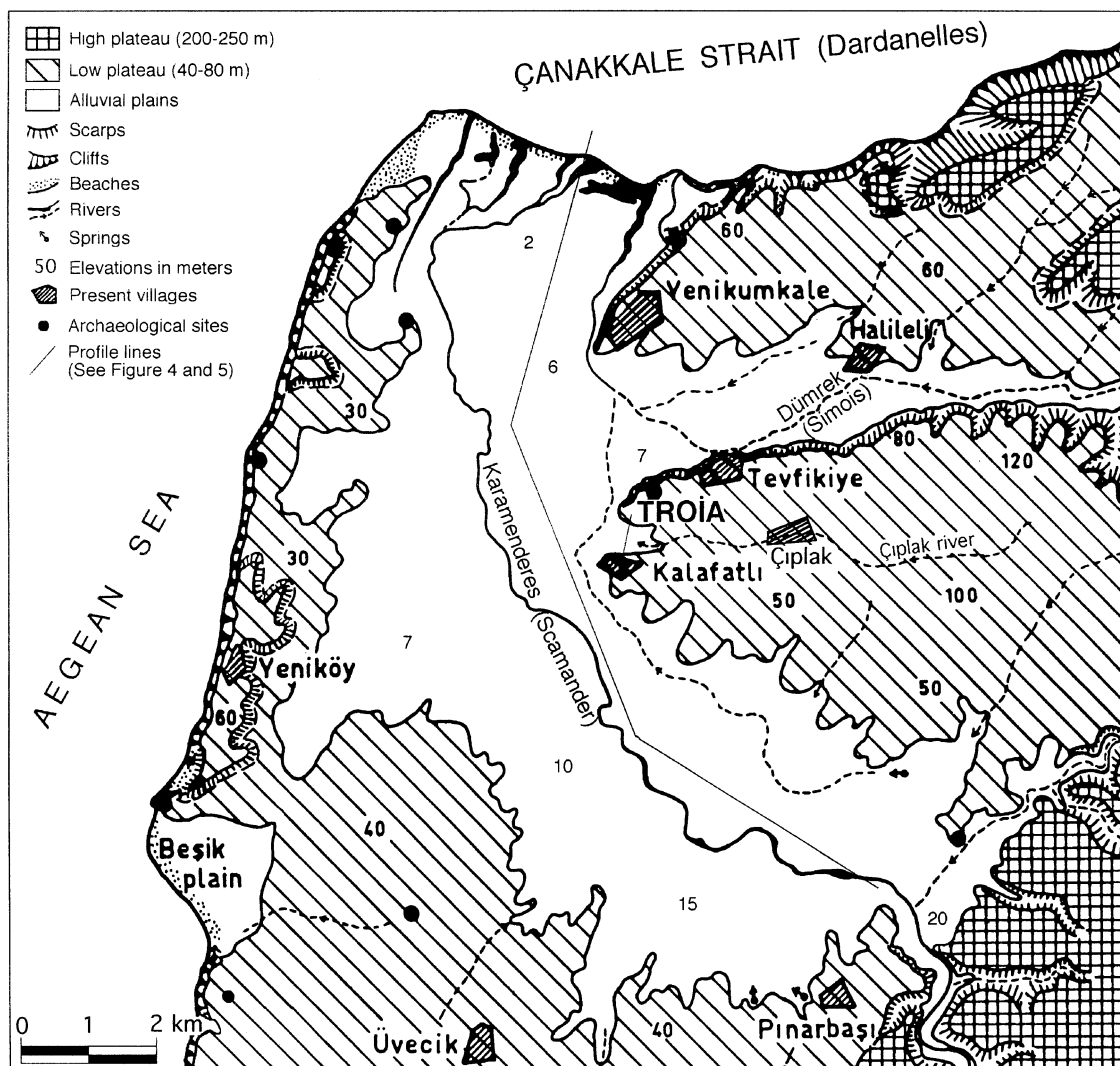 High plateau (200-250 m)
Low plateau (40-80 m)
Alluvial plains
Scarps
Cliffs
Beaches
Rivers
Springs
50 Elevations in meters
Present villages
Archaeological sites
Profile lines
(See Figure 4 and 5)
ÇANAKKALE STRAIT (Dardanelles)
2
60
60
Yenikumkale
Halileli
6
30
Dümrek
(Simois)
80
120
7
Tevfikiye
TROİA
Karamenderes (Scamander)
AEGEAN SEA
30
Çıplak
Çıplak river
Kalafatlı
50
100
7
Yeniköy
50
60
10
40
Beşik
plain
15
20
0 1 2 km
Üvecik
40
Pınarbaşı